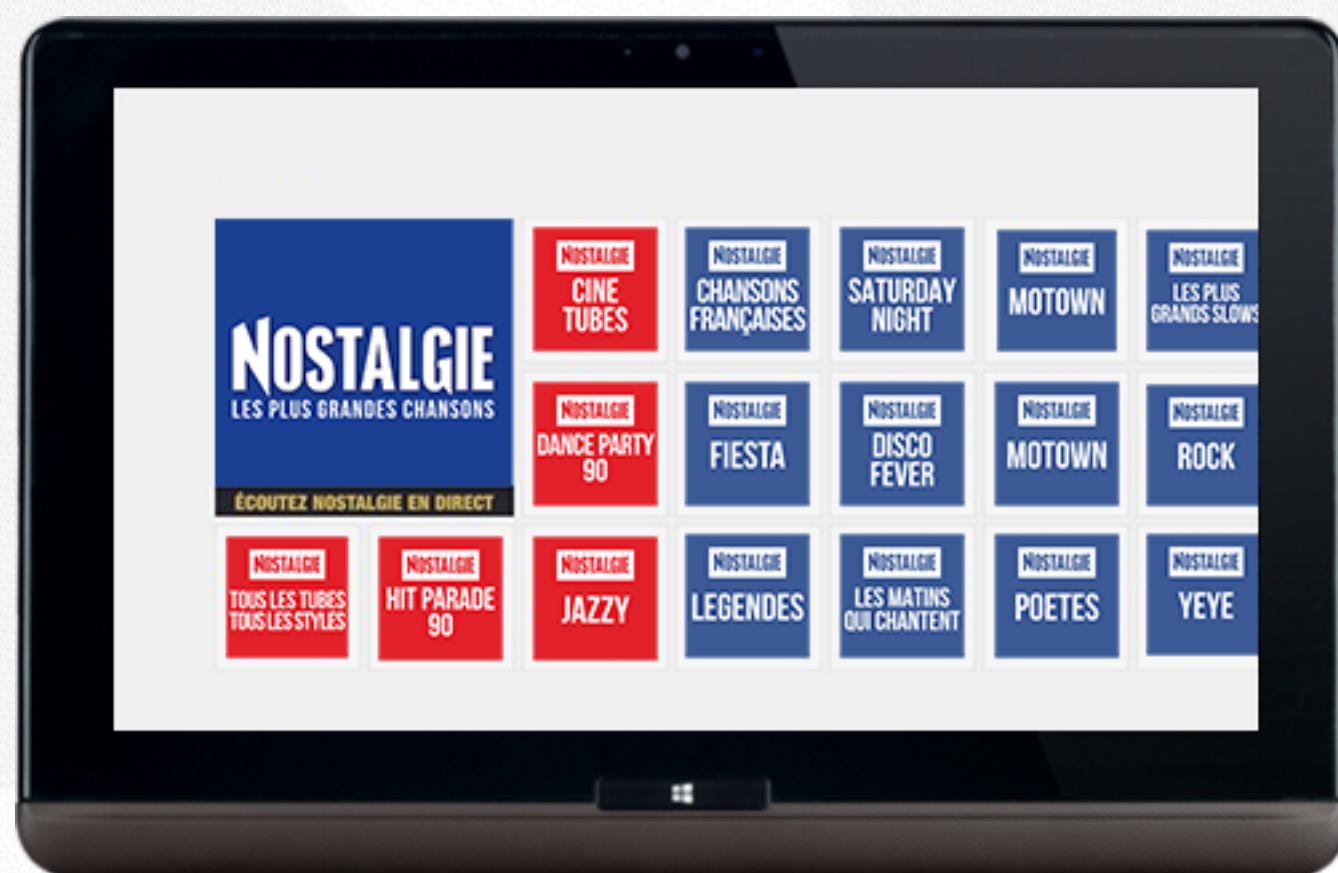 NOSTALGIE
LES PLUS GRANDES CHANSONS
ÉCOUTEZ NOSTALGIE EN DIRECT
NOSTALGIE
CINE
TUBES
NOSTALGIE
CHANSONS
FRANÇAISES
NOSTALGIE
SATURDAY
NIGHT
NOSTALGIE
MOTOWN
NOSTALGIE
LES PLUS
GRANDS SLOWS
NOSTALGIE
DANCE PARTY
90
NOSTALGIE
FIESTA
NOSTALGIE
DISCO
FEVER
NOSTALGIE
MOTOWN
NOSTALGIE
ROCK
NOSTALGIE
TOUS LES TUBES
TOUS LES STYLES
NOSTALGIE
HIT PARADE
90
NOSTALGIE
JAZZY
NOSTALGIE
LEGENDES
NOSTALGIE
LES MATINS
QUI CHANTENT
NOSTALGIE
POETES
NOSTALGIE
YEYE